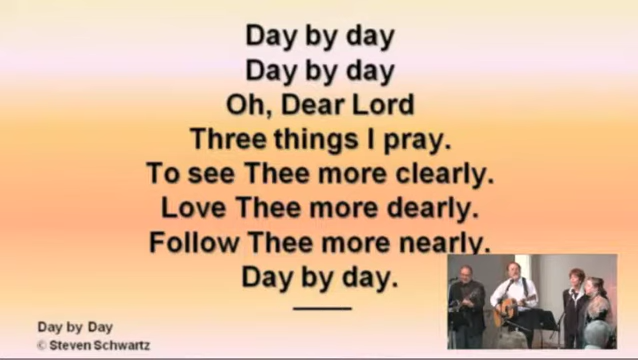 Day by day
Day by day
Oh, Dear Lord
Three things I pray.
To see Thee more clearly.
Love Thee more dearly.
Follow Thee more nearly.
Day by day.
Day by Day
© Steven Schwartz